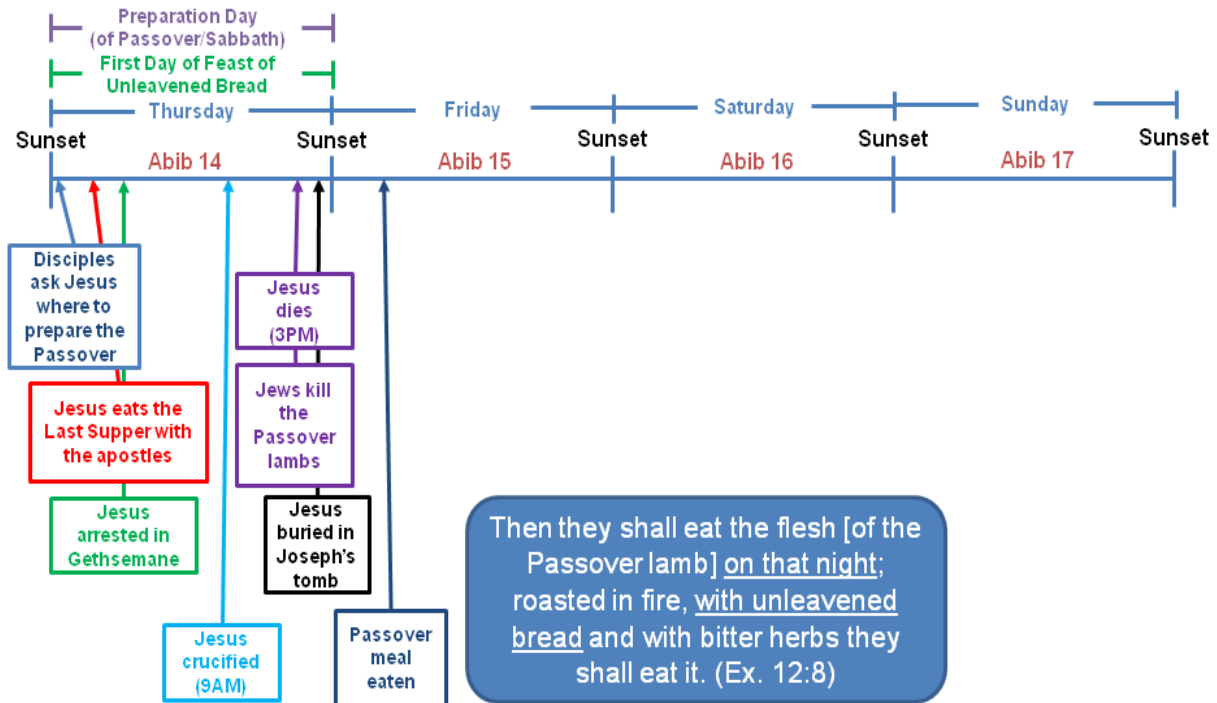 Preparation Day
(of Passover/Sabbath)
First Day of Feast of
Unleavened Bread
Thursday
Friday
Saturday
Sunday
Sunset
Sunset
Sunset
Sunset
Sunset
Abib 14
Abib 15
Abib 16
Abib 17
Disciples
ask Jesus
where to
prepare the
Passover
Jesus eats the
Last Supper with
the apostles
Jesus
arrested in
Gethsemane
Jesus
crucified
(9AM)
Jesus
dies
(3PM)
Jews kill
the
Passover
lambs
Jesus
buried in
Joseph's
tomb
Passover
meal
eaten
Then they shall eat the flesh [of the
Passover lamb] on that night;
roasted in fire, with unleavened
bread and with bitter herbs they
shall eat it. (Ex. 12:8)